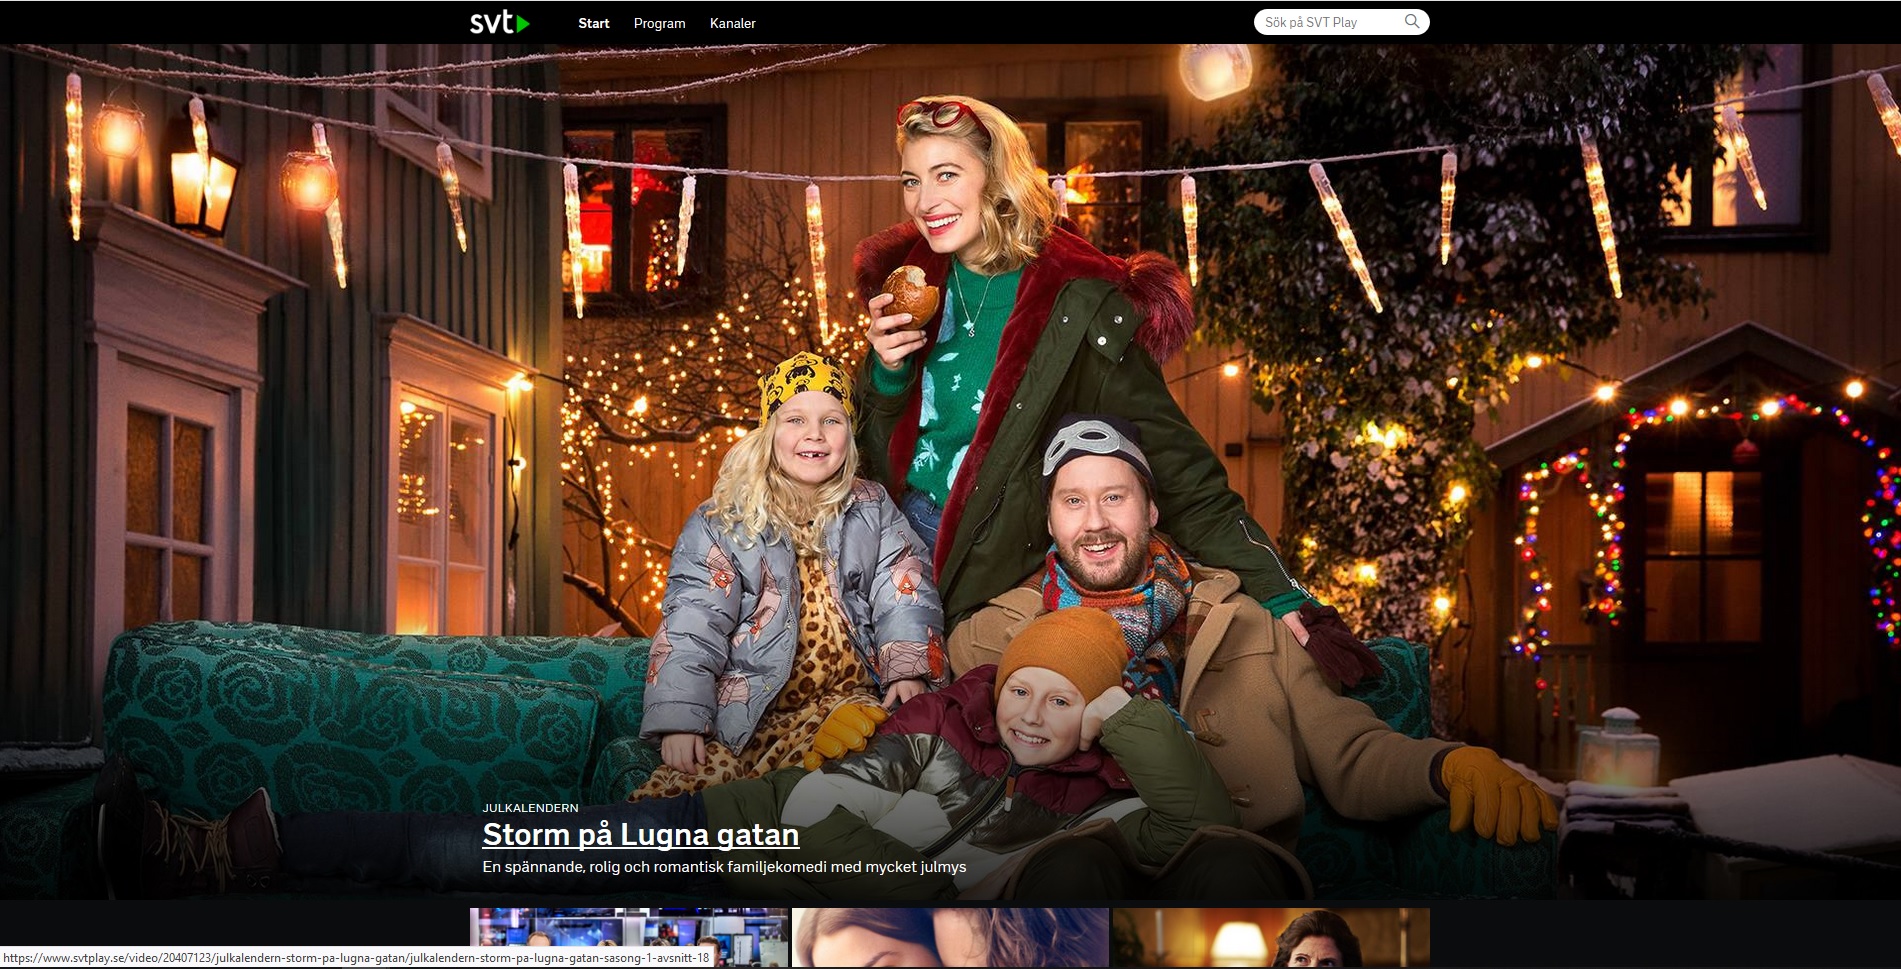 svt
Start
Program
Kanaler
Sök på SVT Play
JULKALENDERN
Storm på Lugna gatan
En spännande, rolig och romantisk familjekomedi med mycket julmys
https://www.svtplay.se/video/20407123/julkalendern-storm-pa-lugna-gatan/julkalendern-storm-pa-lugna-gatan-sasong-1-avsnitt-18